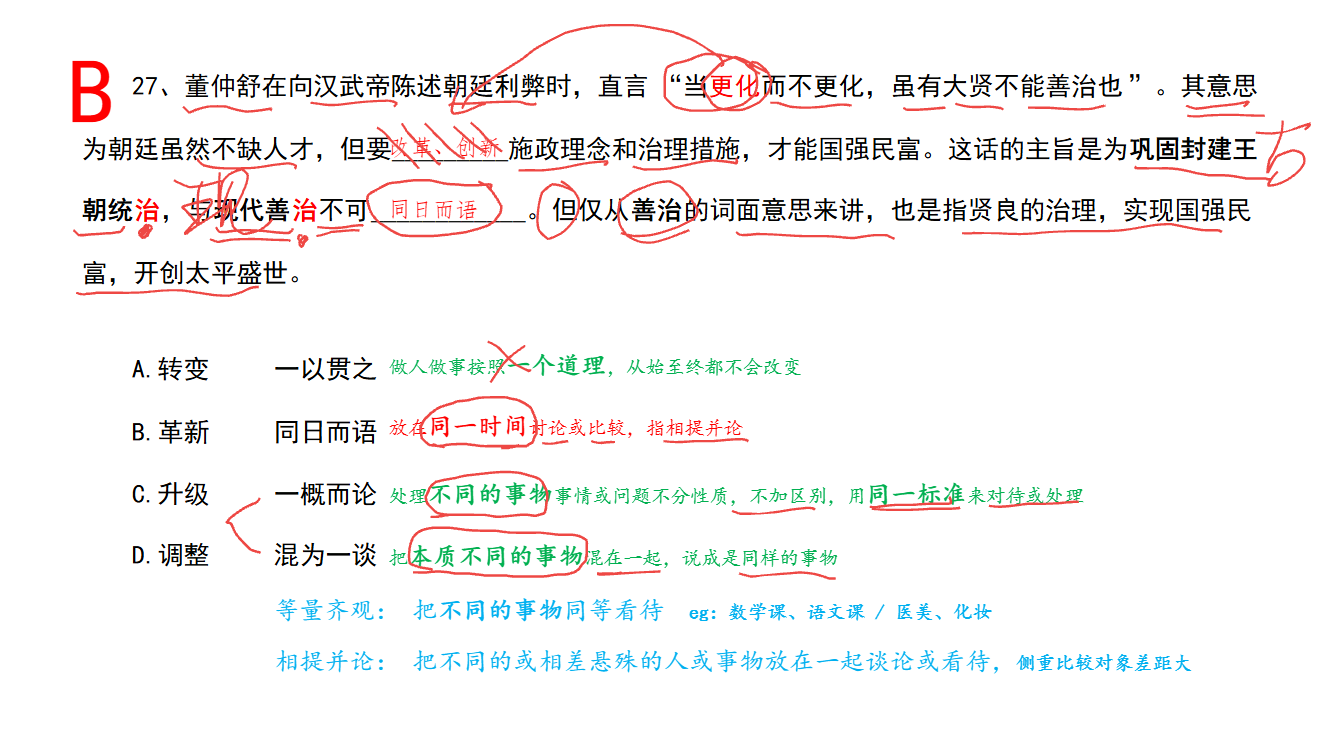 B 27、董仲舒在向汉武帝陈述朝廷利弊时，直言“当更化而不更化，虽有大贤不能善治也”。其意思
为朝廷虽然不缺人才，但要改革、创新施政理念和治理措施，才能国强民富。这话的主旨是为巩固封建王 古
朝统治，与现代善治不可同日而语。但仅从善治的词面意思来讲，也是指贤良的治理，实现国强民
现
富，开创太平盛世。
A.转变 一以贯之 做人做事按照一个道理，从始至终都不会改变
B.革新 同日而语 放在同一时间讨论或比较，指相提并论
C.升级 一概而论 处理不同的事物事情或问题不分性质，不加区别，用同一标准来对待或处理
D.调整 混为一谈 把本质不同的事物混在一起，说成是同样的事物
等量齐观： 把不同的事物同等看待 eg：数学课、语文课 / 医美、化妆
相提并论： 把不同的或相差悬殊的人或事物放在一起谈论或看待，侧重比较对象差距大